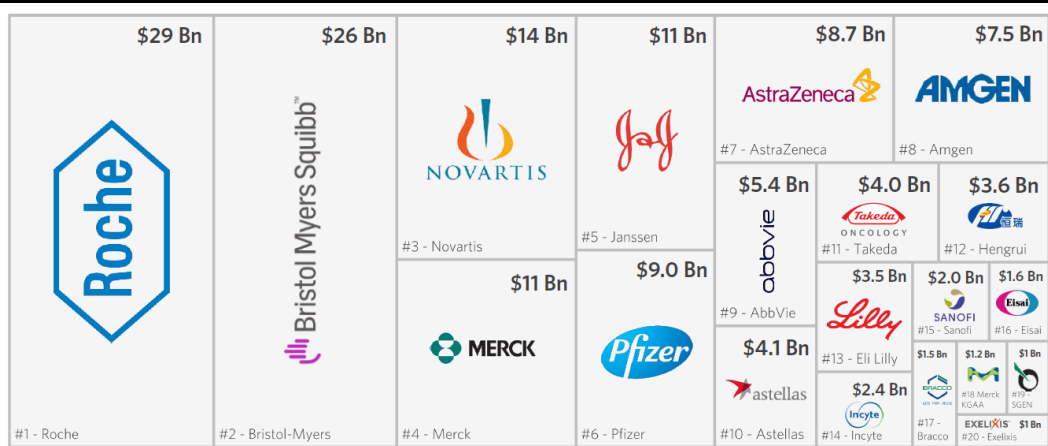 $29 Bn
Roche
#1 - Roche
$26 Bn
Bristol Myers Squibb™
#2 - Bristol-Myers
$14 Bn
NOVARTIS
#3 - Novartis
$11 Bn
MERCK
#4 - Merck
$11 Bn
J&J
#5 - Janssen
$9.0 Bn
Pfizer
#6 - Pfizer
$8.7 Bn
AstraZeneca
#7 - AstraZeneca
$7.5 Bn
AMGEN
#8 - Amgen
$5.4 Bn
abbvie
#9 - AbbVie
$4.1 Bn
astellas
#10 - Astellas
$4.0 Bn
Takeda
ONCOLOGY
#11 - Takeda
$3.6 Bn
恒瑞
#12 - Hengrui
$3.5 Bn
Lilly
#13 - Eli Lilly
$2.4 Bn
Incyte
#14 - Incyte
$2.0 Bn
SANOFI
#15 - Sanofi
$1.6 Bn
Eisai
#16 - Eisai
$1.5 Bn
BRACCO
#17 -
Bracco
$1.2 Bn
#18 Merck
KGAA
$1 Bn
#19 -
SGEN
EXELIXIS $1 Bn
#20 - Exelixis